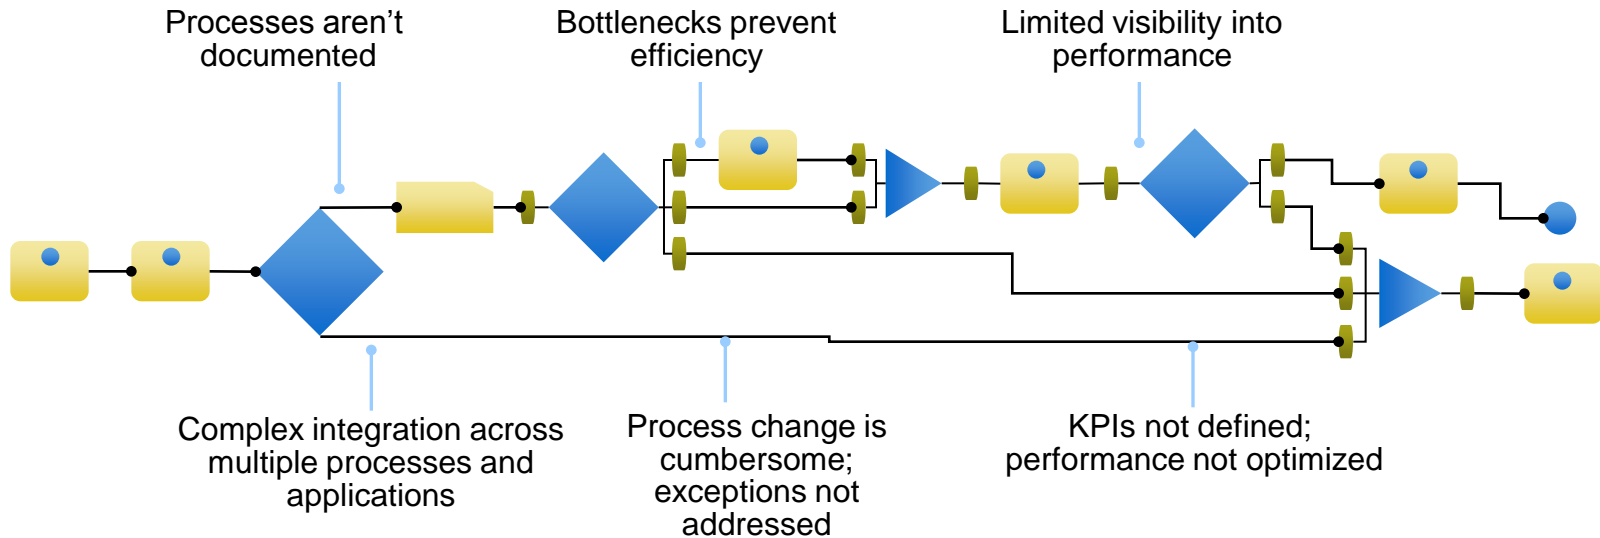 Processes aren't
documented
Bottlenecks prevent
efficiency
Limited visibility into
performance
Complex integration across
multiple processes and
applications
Process change is
cumbersome;
exceptions not
addressed
KPIs not defined;
performance not optimized